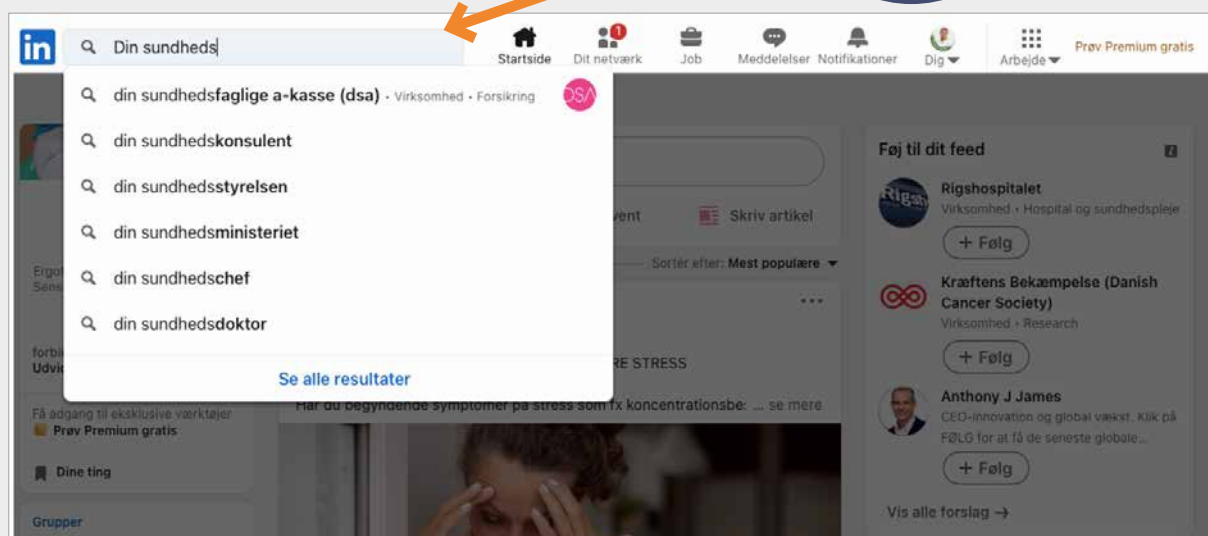 in
Din sundheds
Startside
Dit netværk
1
Job
Meddelelser
Notifikationer
Dig
Arbejde
Prøv Premium gratis
din sundhedsfaglige a-kasse (dsa) • Virksomhed • Forsikring
DSA
din sundhedskonsulent
din sundhedsstyrelsen
din sundhedsministeriet
din sundhedschef
din sundhedsdoktor
Se alle resultater
Skriv artikel
Sortér efter: Mest populære
RE STRESS
Har du begyndende symptomer på stress som fx koncentrationsbe: ... se mere
Få adgang til eksklusive værktøjer
Prøv Premium gratis
Dine ting
Grupper
Føj til dit feed
Rigshospitalet
Virksomhed • Hospital og sundhedspleje
+ Følg
Kræftens Bekæmpelse (Danish
Cancer Society)
Virksomhed • Research
+ Følg
Anthony J James
CEO-innovation og global vækst. Klik på
FØLG for at få de seneste globale...
+ Følg
Vis alle forslag →